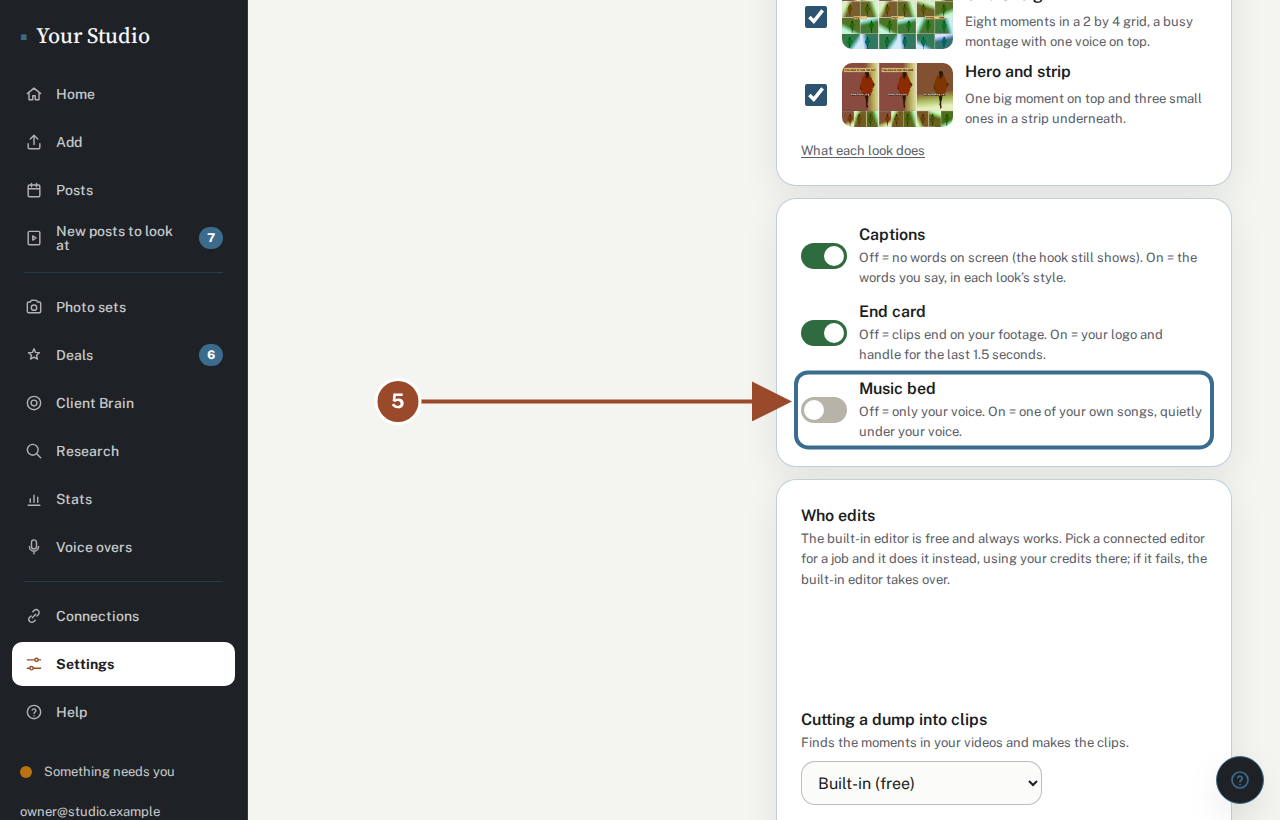 Your Studio
Home
Add
Posts
New posts to look
at
7
Photo sets
Deals
6
Client Brain
Research
Stats
Voice overs
Connections
Settings
Help
Something needs you
owner@studio.example
Eight moments in a 2 by 4 grid, a busy
montage with one voice on top.
Hero and strip
One big moment on top and three small
ones in a strip underneath.
What each look does
Captions
Off = no words on screen (the hook still shows). On = the
words you say, in each look's style.
End card
Off = clips end on your footage. On = your logo and
handle for the last 1.5 seconds.
5
Music bed
Off = only your voice. On = one of your own songs, quietly
under your voice.
Who edits
The built-in editor is free and always works. Pick a connected editor
for a job and it does it instead, using your credits there; if it fails, the
built-in editor takes over.
Cutting a dump into clips
Finds the moments in your videos and makes the clips.
Built-in (free)